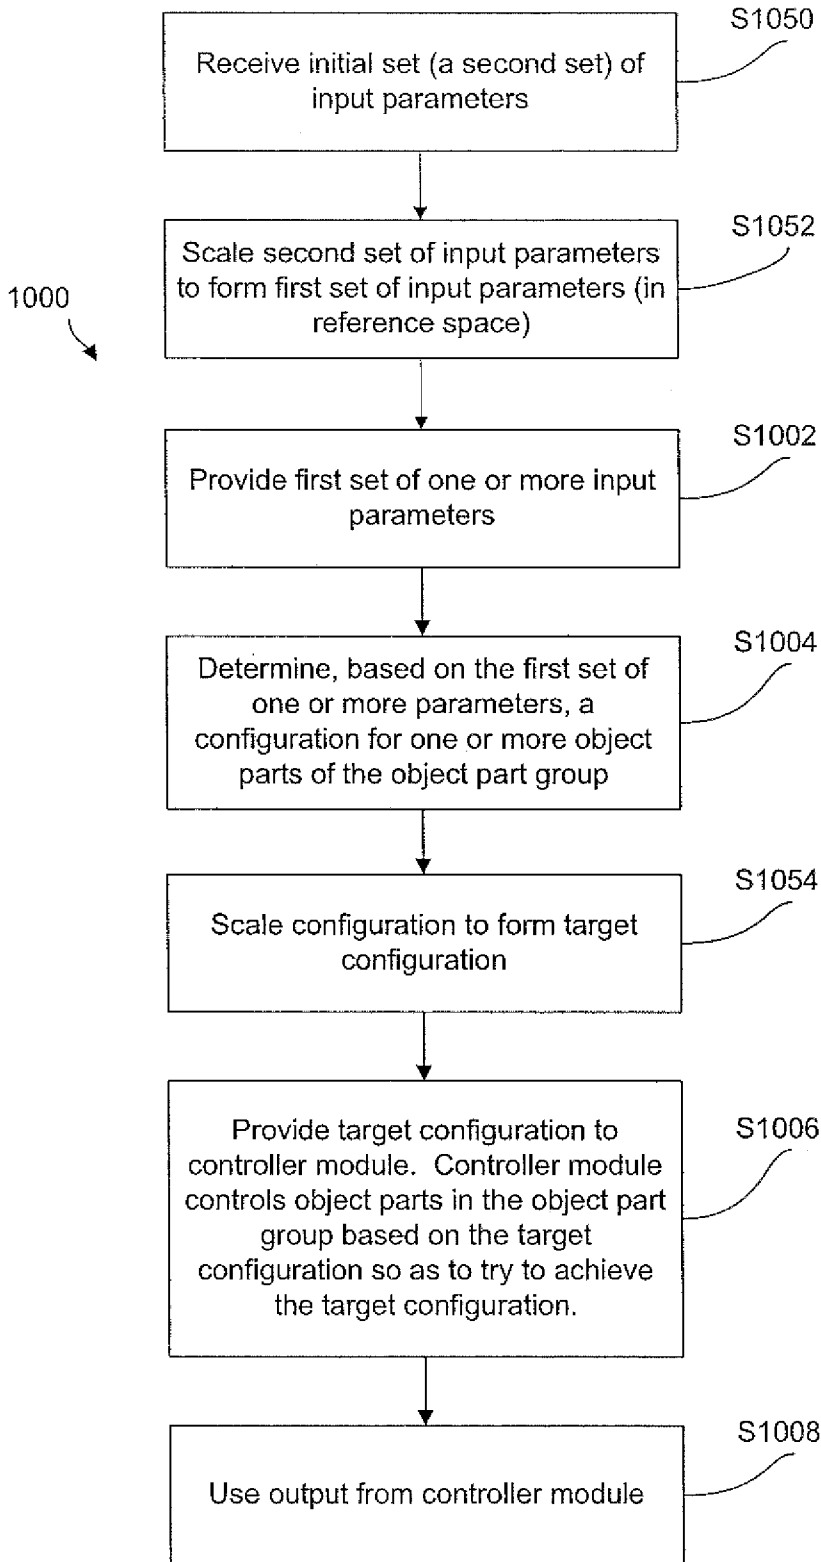 S1050
Receive initial set (a second set) of
input parameters
S1052
Scale second set of input parameters
to form first set of input parameters (in
reference space)
1000
S1002
Provide first set of one or more input
parameters
S1004
Determine, based on the first set of
one or more parameters, a
configuration for one or more object
parts of the object part group
S1054
Scale configuration to form target
configuration
S1006
Provide target configuration to
controller module. Controller module
controls object parts in the object part
group based on the target
configuration so as to try to achieve
the target configuration.
S1008
Use output from controller module